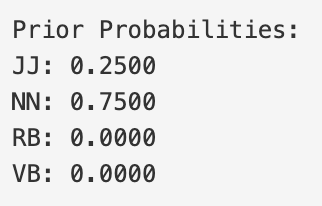 Prior Probabilities:
JJ: 0.2500
NN: 0.7500
RB: 0.0000
VB: 0.0000